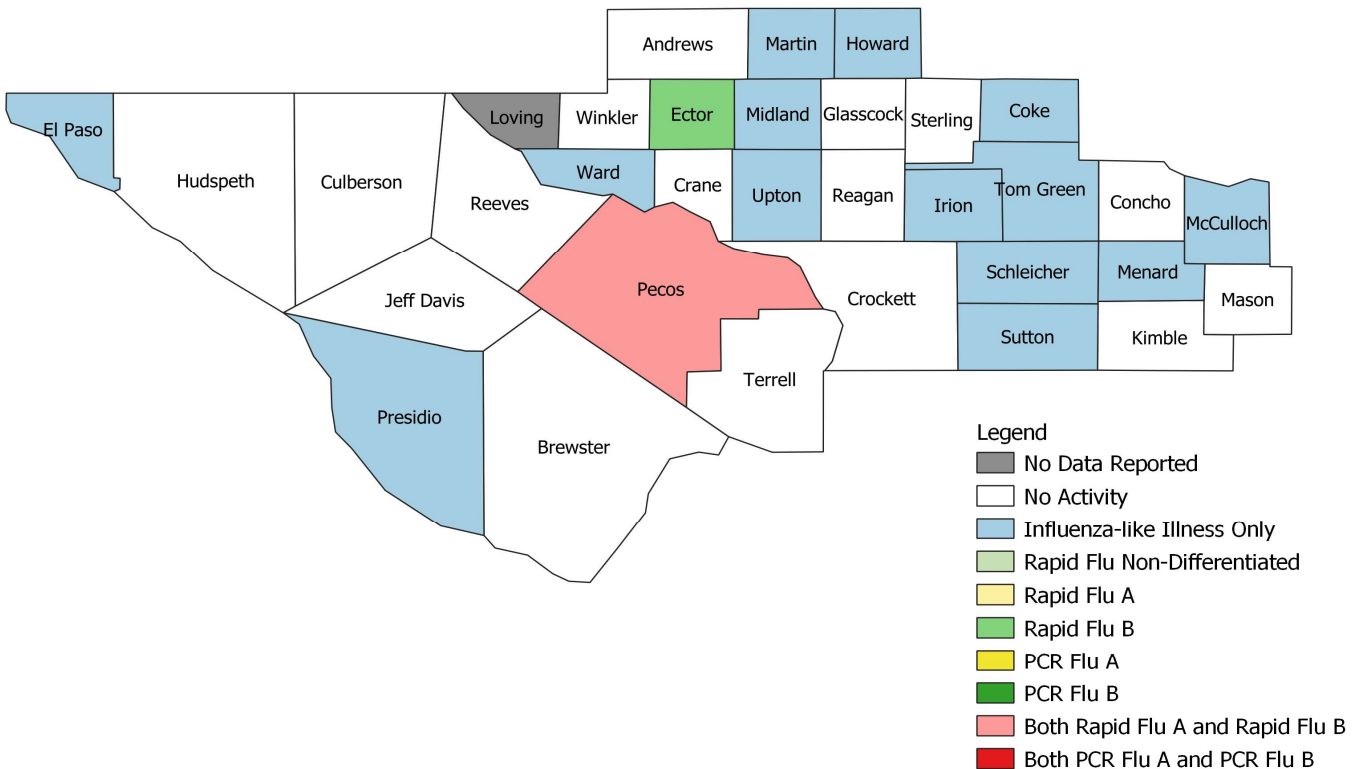 Andrews
Martin
Howard
El Paso
Loving
Winkler
Ector
Midland
Glasscock
Sterling
Coke
Hudspeth
Culberson
Reeves
Ward
Crane
Upton
Reagan
Irion
Tom Green
Concho
McCulloch
Jeff Davis
Pecos
Crockett
Schleicher
Menard
Mason
Sutton
Kimble
Terrell
Presidio
Brewster
Legend
No Data Reported
No Activity
Influenza-like Illness Only
Rapid Flu Non-Differentiated
Rapid Flu A
Rapid Flu B
PCR Flu A
PCR Flu B
Both Rapid Flu A and Rapid Flu B
Both PCR Flu A and PCR Flu B